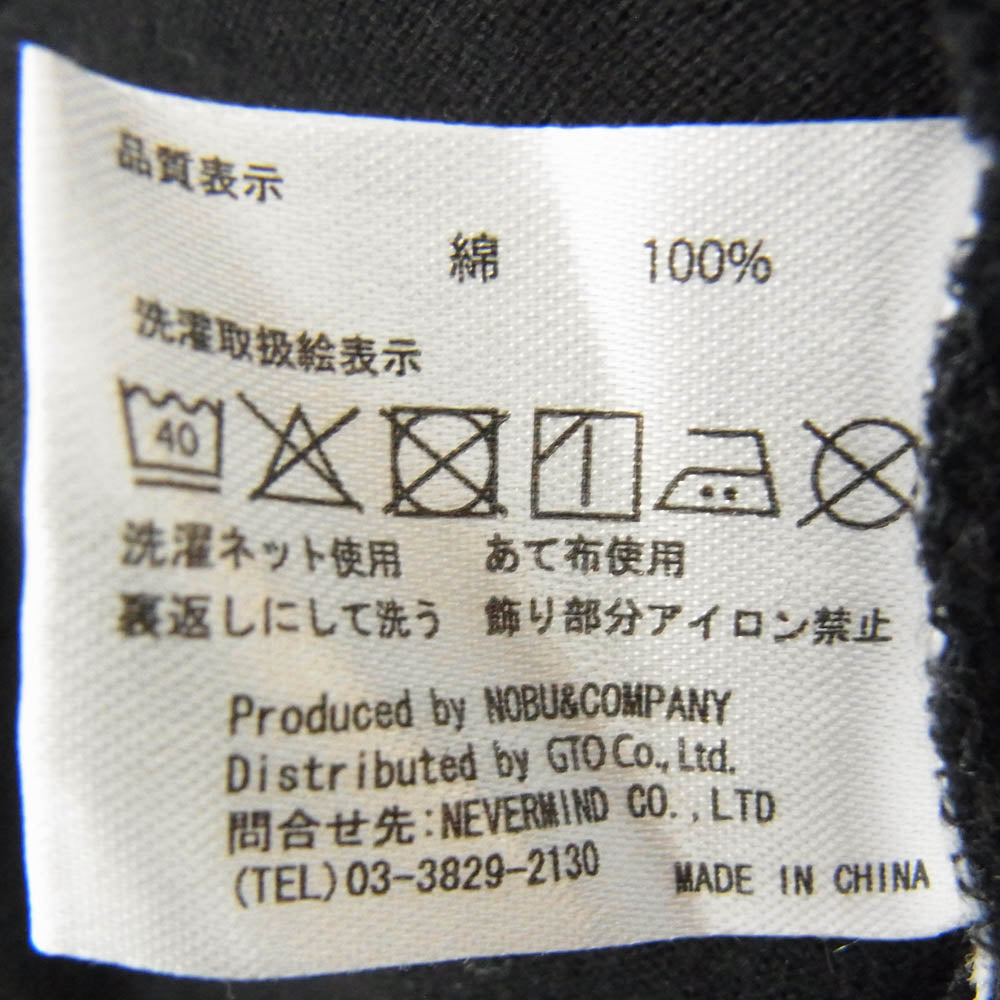 品質表示
綿 100%
洗濯取扱絵表示
40
洗濯ネット使用 あて布使用
裏返しにして洗う 飾り部分アイロン禁止
Produced by NOBU&COMPANY
Distributed by GTO Co., Ltd.
問合せ先:NEVERMIND CO., LTD
(TEL)03-3829-2130 MADE IN CHINA